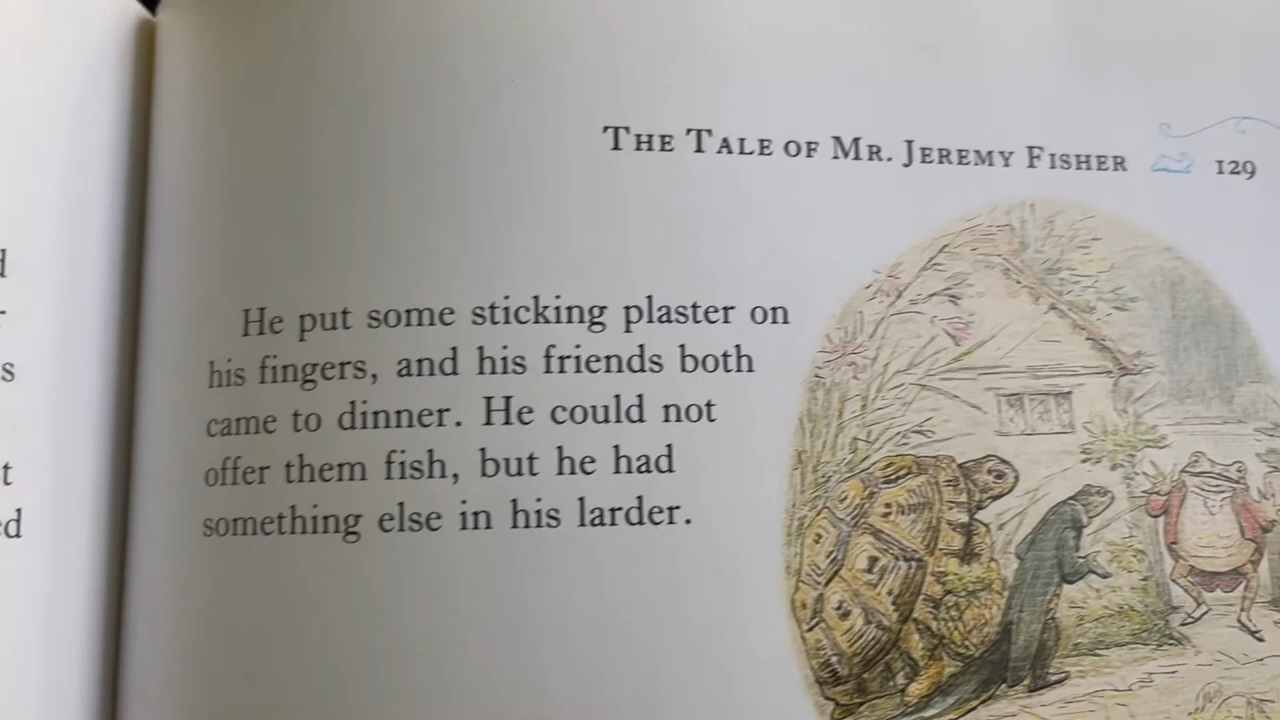 THE TALE OF MR. JEREMY FISHER 129
He put some sticking plaster on
his fingers, and his friends both
came to dinner. He could not
offer them fish, but he had
something else in his larder.